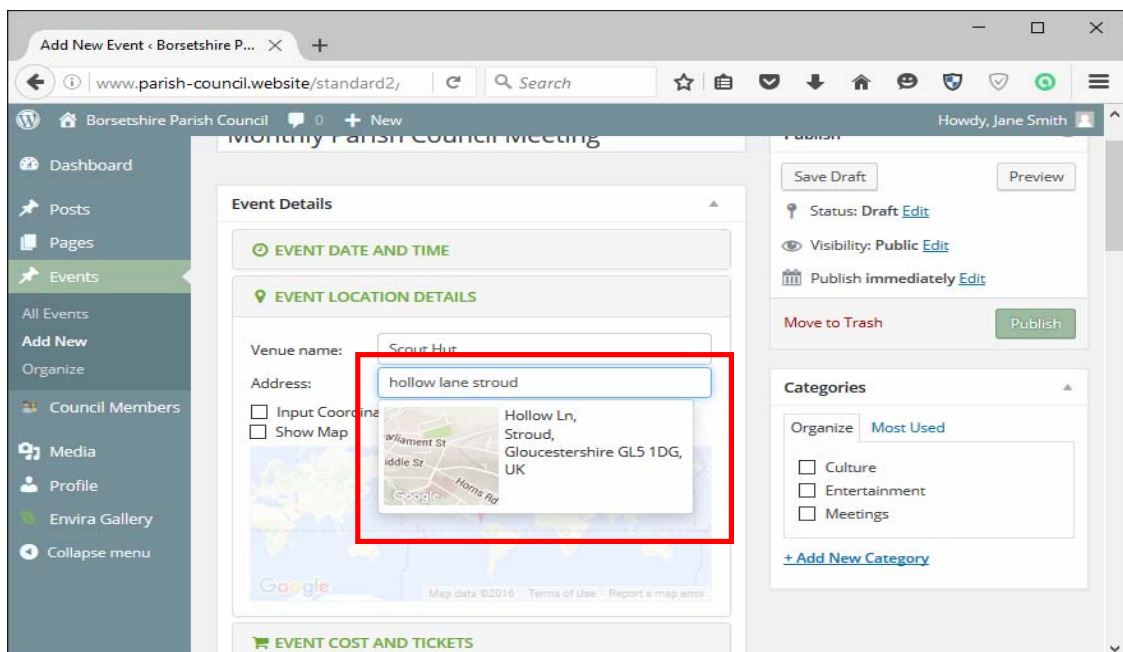 Add New Event ‹ Borsetshire P...
www.parish-council.website/standard2/
Search
Borsetshire Parish Council 0 + New
Howdy, Jane Smith
Dashboard
Posts
Pages
Events
All Events
Add New
Organize
Council Members
Media
Profile
Envira Gallery
Collapse menu
Monthly Parish Council Meeting
Event Details
EVENT DATE AND TIME
EVENT LOCATION DETAILS
Venue name: Scout Hut
Address: hollow lane stroud
Input Coordina
Show Map
arliament St
iddle St
Horns Rd
Google
Hollow Ln,
Stroud,
Gloucestershire GL5 1DG,
UK
Google
Map data ©2016 Terms of Use Report a map error
EVENT COST AND TICKETS
Publish
Save Draft Preview
Status: Draft Edit
Visibility: Public Edit
Publish immediately Edit
Move to Trash Publish
Categories
Organize Most Used
Culture
Entertainment
Meetings
+ Add New Category